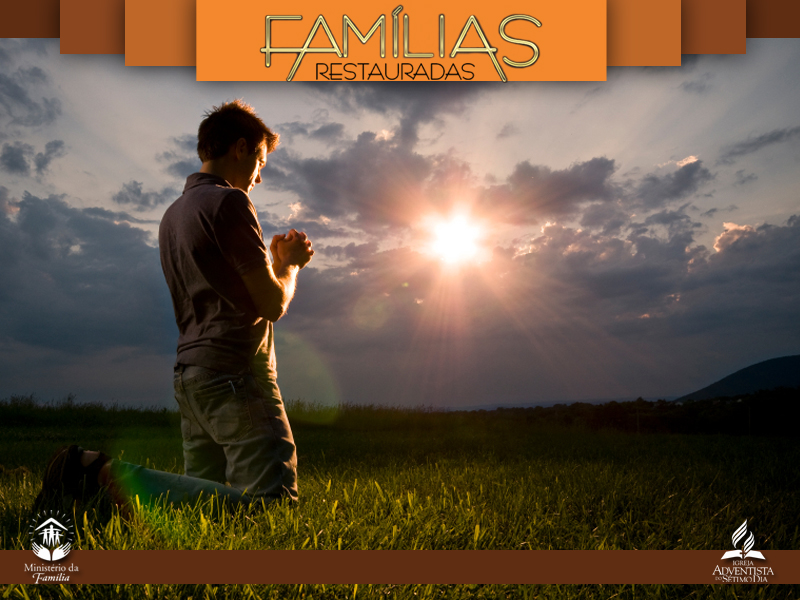 FAMÍLIAS
RESTAURADAS
Ministério da
Família
IGREJA
ADVENTISTA
DO SÉTIMO DIA